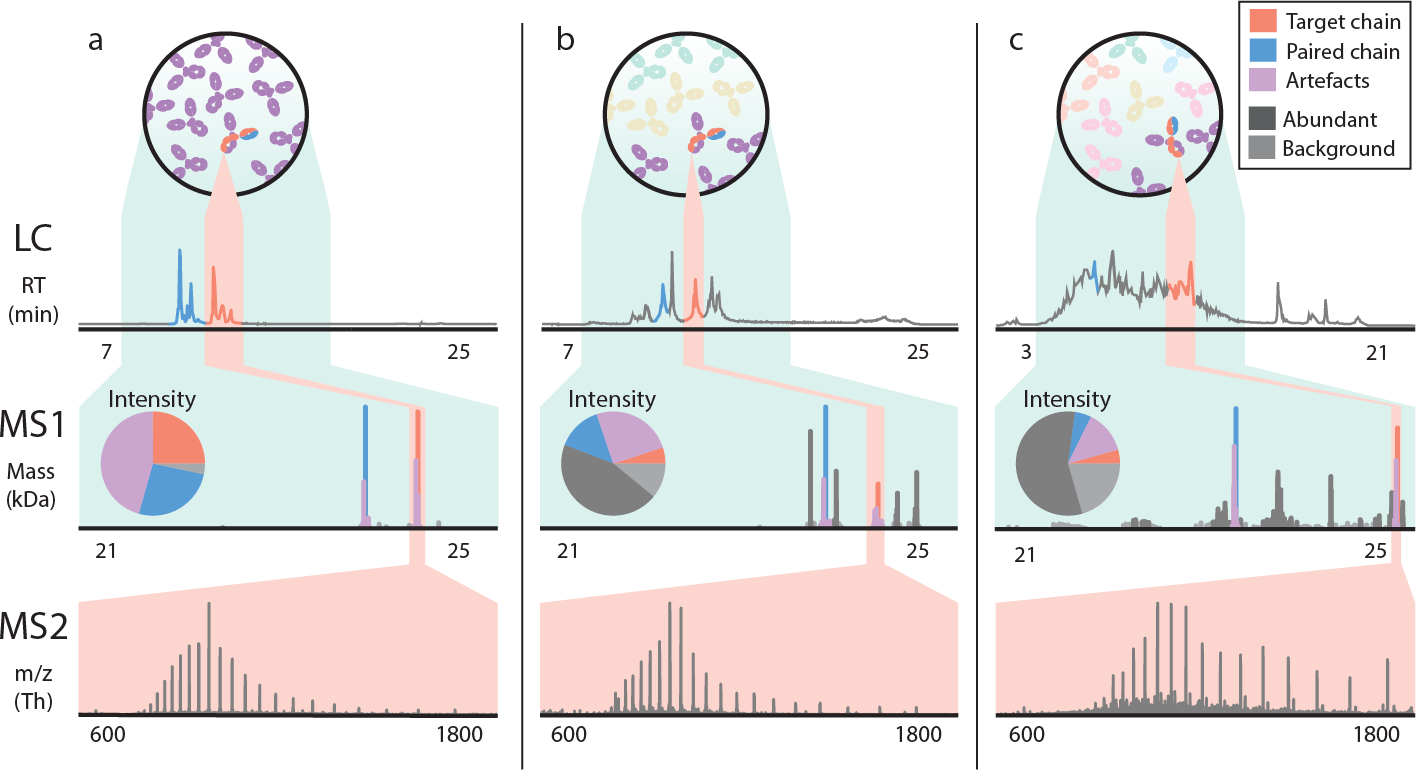 a
b
c
Target chain
Paired chain
Artefacts
Abundant
Background
LC
RT
(min)
7
25
7
25
3
21
MS1
Mass
(kDa)
Intensity
Intensity
Intensity
21
25
21
25
21
25
MS2
m/z
(Th)
600
1800
600
1800
600
1800